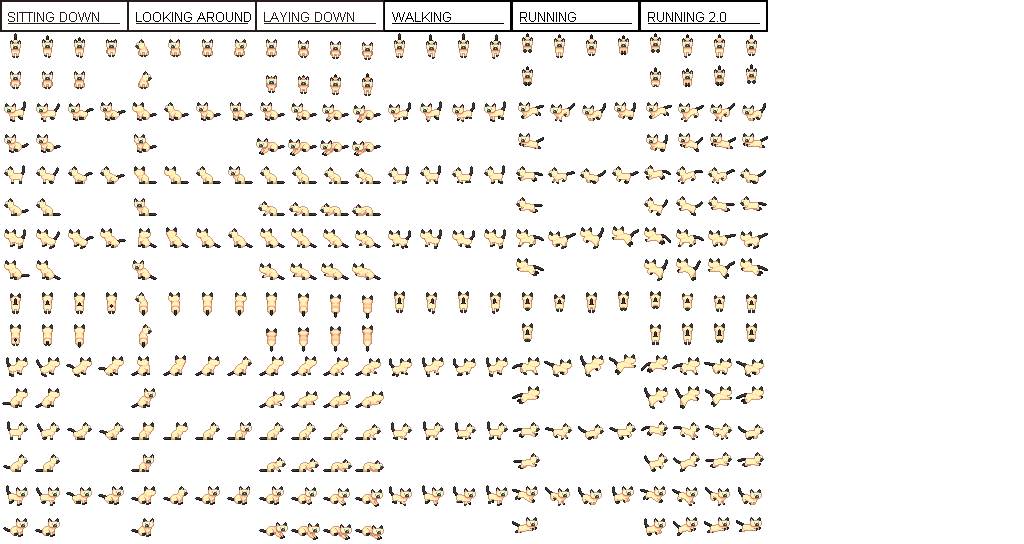 SITTING DOWN
LOOKING AROUND
LAYING DOWN
WALKING
RUNNING
RUNNING 2.0